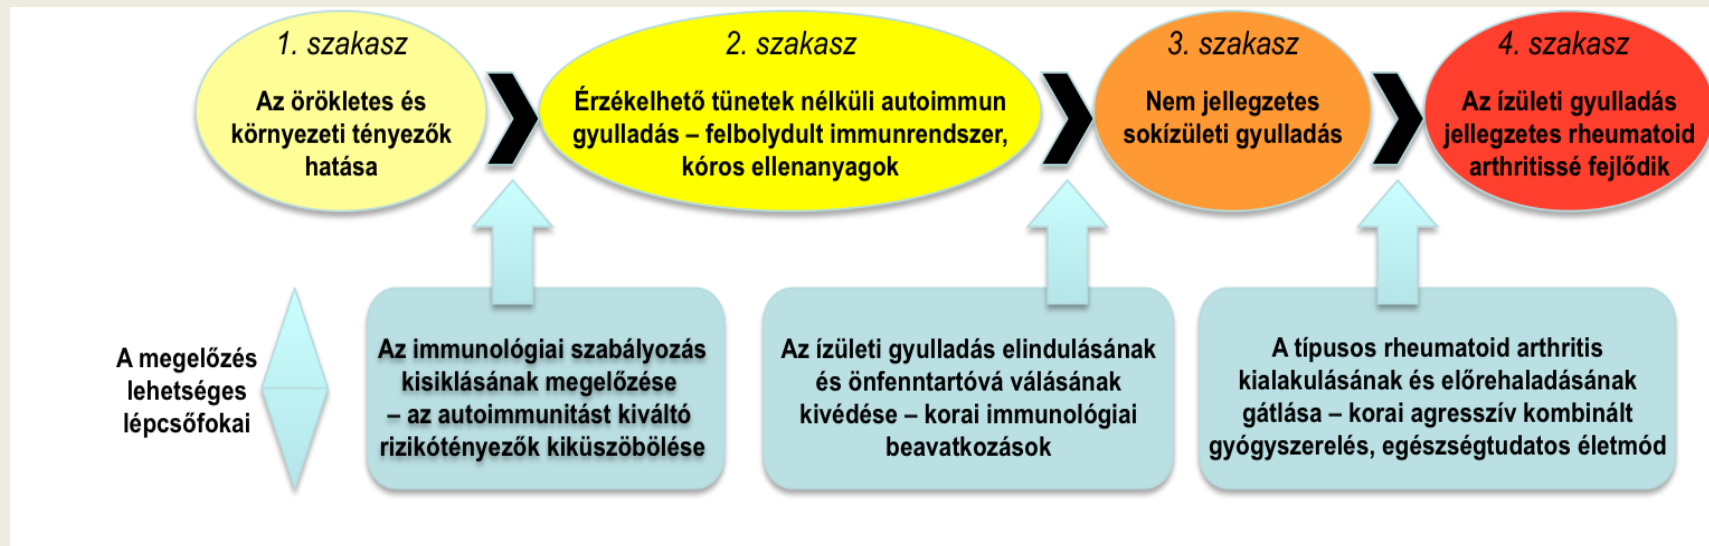 1. szakasz
Az örökletes és
környezeti tényezők
hatása
2. szakasz
Érzékelhető tünetek nélküli autoimmun
gyulladás – felbolydult immunrendszer,
kóros ellenanyagok
3. szakasz
Nem jellegzetes
sokízületi gyulladás
4. szakasz
Az ízületi gyulladás
jellegzetes rheumatoid
arthritissé fejlődik
A megelőzés
lehetséges
lépcsőfokai
Az immunológiai szabályozás
kisiklásának megelőzése
– az autoimmunitást kiváltó
rizikótényezők kiküszöbölése
Az ízületi gyulladás elindulásának
és önfenntartóvá válásának
kivédése – korai immunológiai
beavatkozások
A típusos rheumatoid arthritis
kialakulásának és előrehaladásának
gátlása – korai agresszív kombinált
gyógyszerelés, egészségtudatos életmód